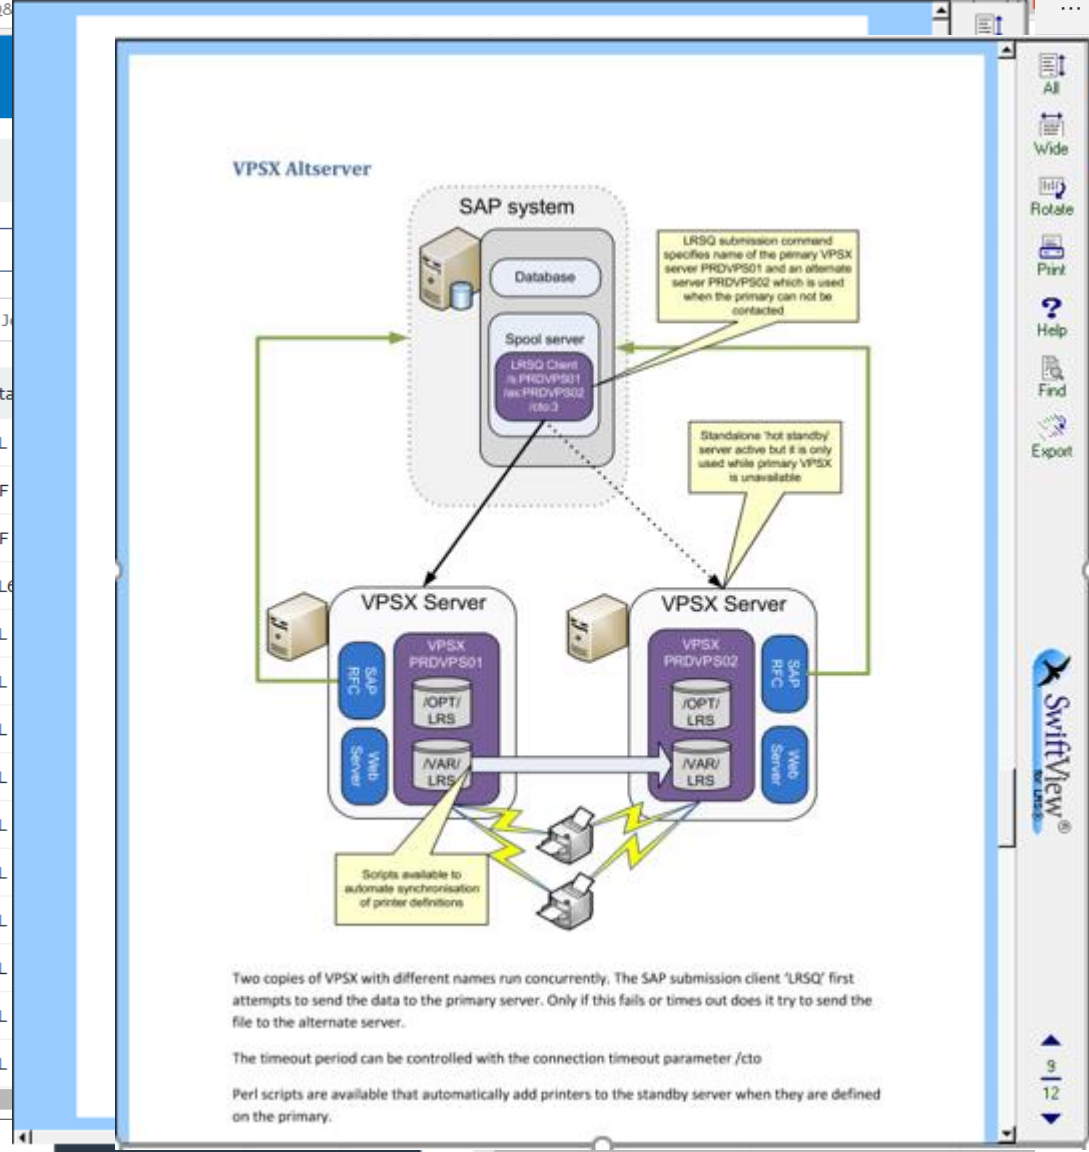 VPSX Altserver
SAP system
Database
Spool server
LRSQ Client
/s:PRDVPS01
/as:PRDVPS02
/cto:3
LRSQ submission command
specifies name of the primary VPSX
server PRDVPS01 and an alternate
server PRDVPS02 which is used
when the primary can not be
contacted
Standalone 'hot standby'
server active but it is only
used while primary VPSX
is unavailable
VPSX Server
SAP
RFC
Web
Server
VPSX
PRDVPS01
/OPT/
LRS
/VAR/
LRS
VPSX Server
VPSX
PRDVPS02
/OPT/
LRS
/VAR/
LRS
SAP
RFC
Web
Server
Scripts available to
automate synchronisation
of printer definitions
Two copies of VPSX with different names run concurrently. The SAP submission client 'LRSQ' first
attempts to send the data to the primary server. Only if this fails or times out does it try to send the
file to the alternate server.
The timeout period can be controlled with the connection timeout parameter /cto
Perl scripts are available that automatically add printers to the standby server when they are defined
on the primary.
All
Wide
Rotate
Print
Help
Find
Export
SwiftView®
for LRS®
9
12